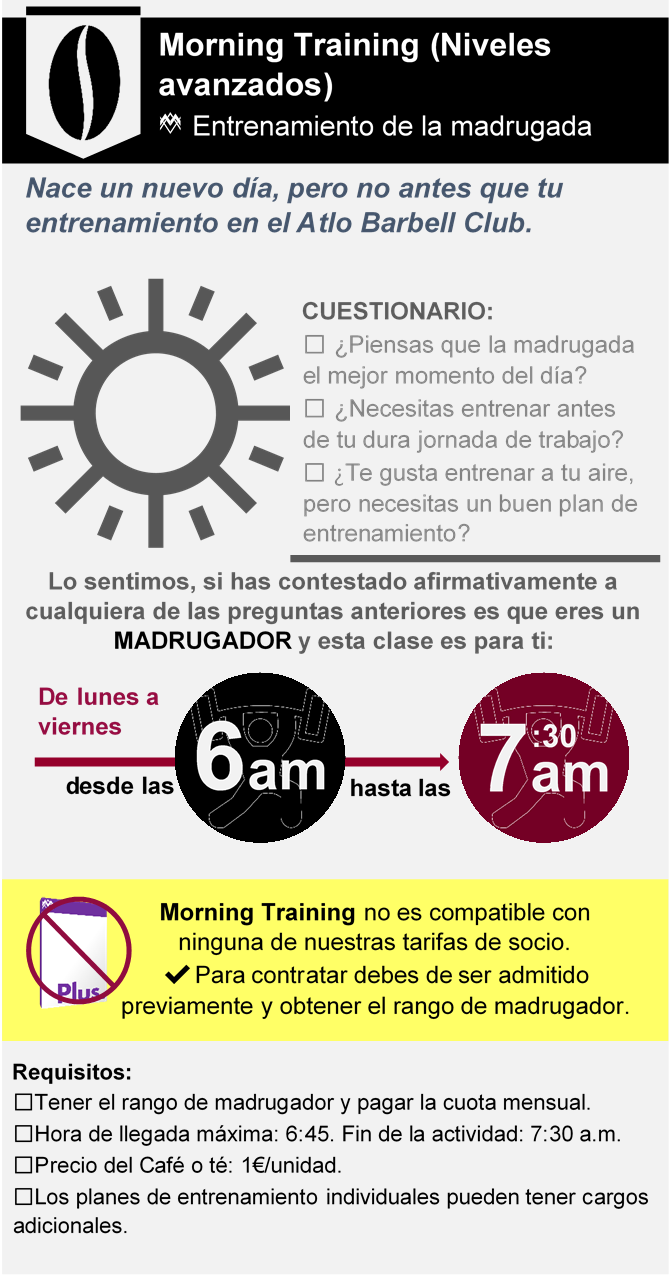 Morning Training (Niveles
avanzados)
Entrenamiento de la madrugada
Nace un nuevo día, pero no antes que tu
entrenamiento en el Atlo Barbell Club.
CUESTIONARIO:
☐ ¿Piensas que la madrugada
el mejor momento del día?
☐ ¿Necesitas entrenar antes
de tu dura jornada de trabajo?
☐ ¿Te gusta entrenar a tu aire,
pero necesitas un buen plan de
entrenamiento?
Lo sentimos, si has contestado afirmativamente a
cualquiera de las preguntas anteriores es que eres un
MADRUGADOR y esta clase es para ti:
De lunes a
viernes
desde las
6am
hasta las
7:30
am
Plus
Morning Training no es compatible con
ninguna de nuestras tarifas de socio.
✔ Para contratar debes de ser admitido
previamente y obtener el rango de madrugador.
Requisitos:
☐Tener el rango de madrugador y pagar la cuota mensual.
☐Hora de llegada máxima: 6:45. Fin de la actividad: 7:30 a.m.
☐Precio del Café o té: 1€/unidad.
☐Los planes de entrenamiento individuales pueden tener cargos
adicionales.